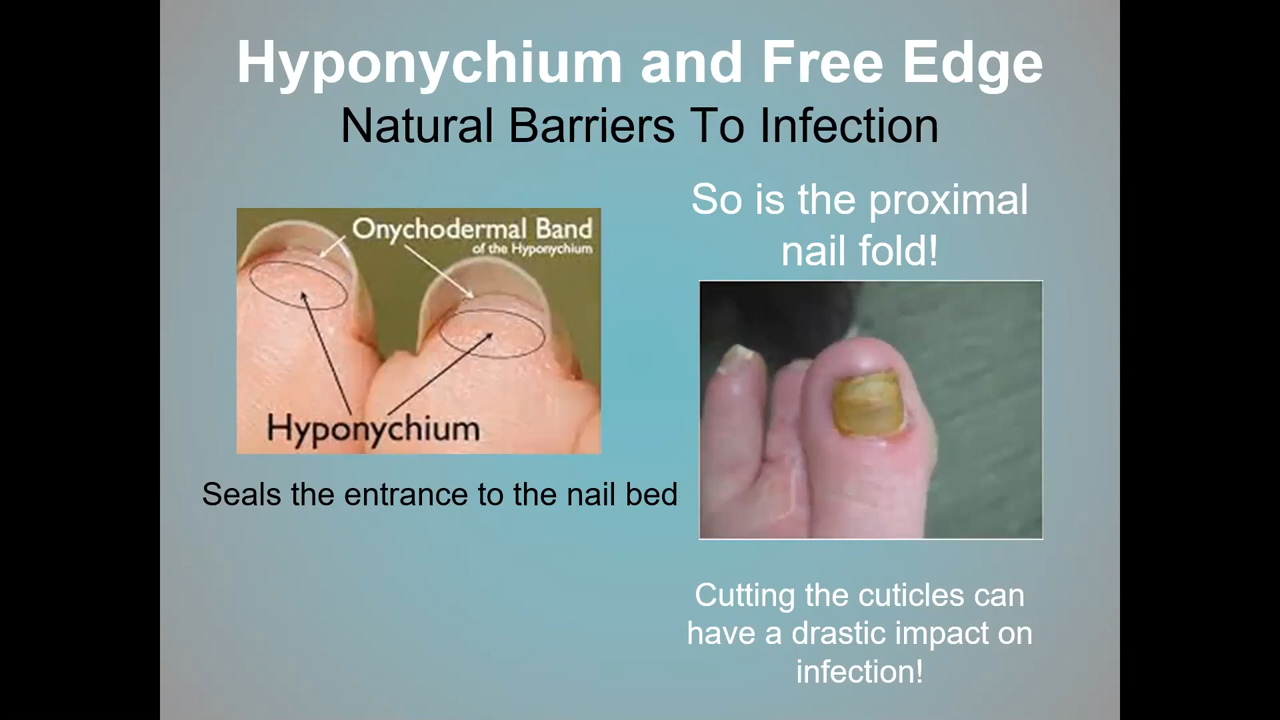 Hyponychium and Free Edge
Natural Barriers To Infection
Onychodermal Band
of the Hyponychium
Hyponychium
Seals the entrance to the nail bed
So is the proximal
nail fold!
Cutting the cuticles can
have a drastic impact on
infection!